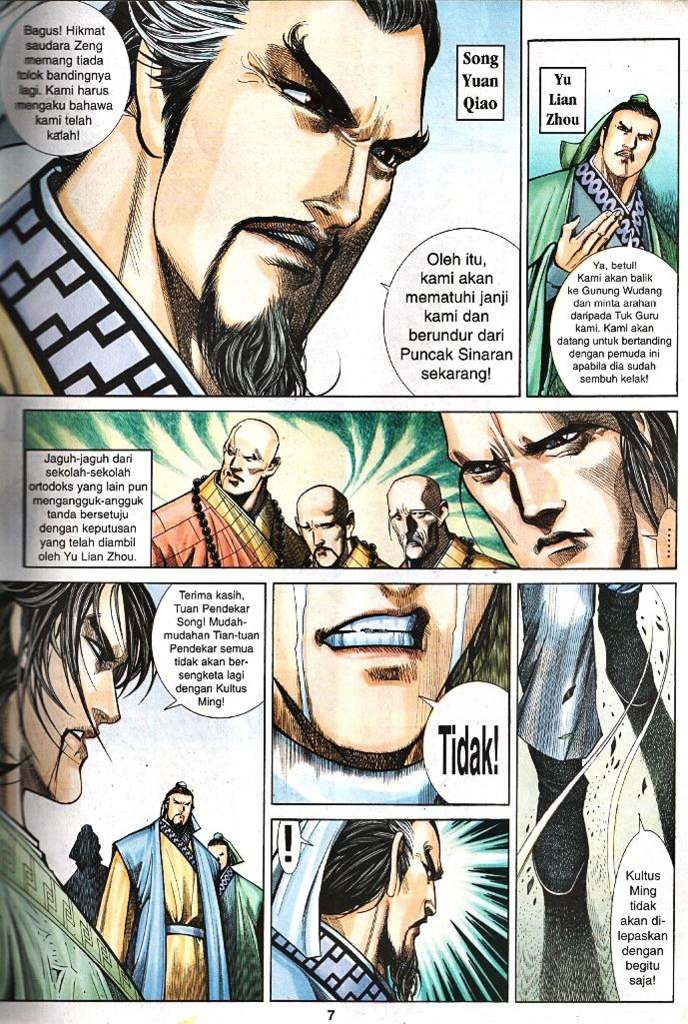 Bagus! Hikmat
saudara Zeng
memang tiada
tolok bandingnya
lagi. Kami harus
mengaku bahawa
kami telah
kalah!
Song
Yuan
Qiao
Oleh itu,
kami akan
mematuhi janji
kami dan
berundur dari
Puncak Sinaran
sekarang!
Yu
Lian
Zhou
Ya, betul!
Kami akan balik
ke Gunung Wudang
dan minta arahan
daripada Tuk Guru
kami. Kami akan
datang untuk bertanding
dengan pemuda ini
apabila dia sudah
sembuh kelak!
Jaguh-jaguh dari
sekolah-sekolah
ortodoks yang lain pun
mengangguk-angguk
tanda bersetuju
dengan keputusan
yang telah diambil
oleh Yu Lian Zhou.
......
Terima kasih,
Tuan Pendekar
Song! Mudah-
mudahan Tian-tuan
Pendekar semua
tidak akan ber-
sengketa lagi
dengan Kultus
Ming!
Tidak!
!
Kultus
Ming
tidak
akan di-
lepaskan
dengan
begitu
saja!
7